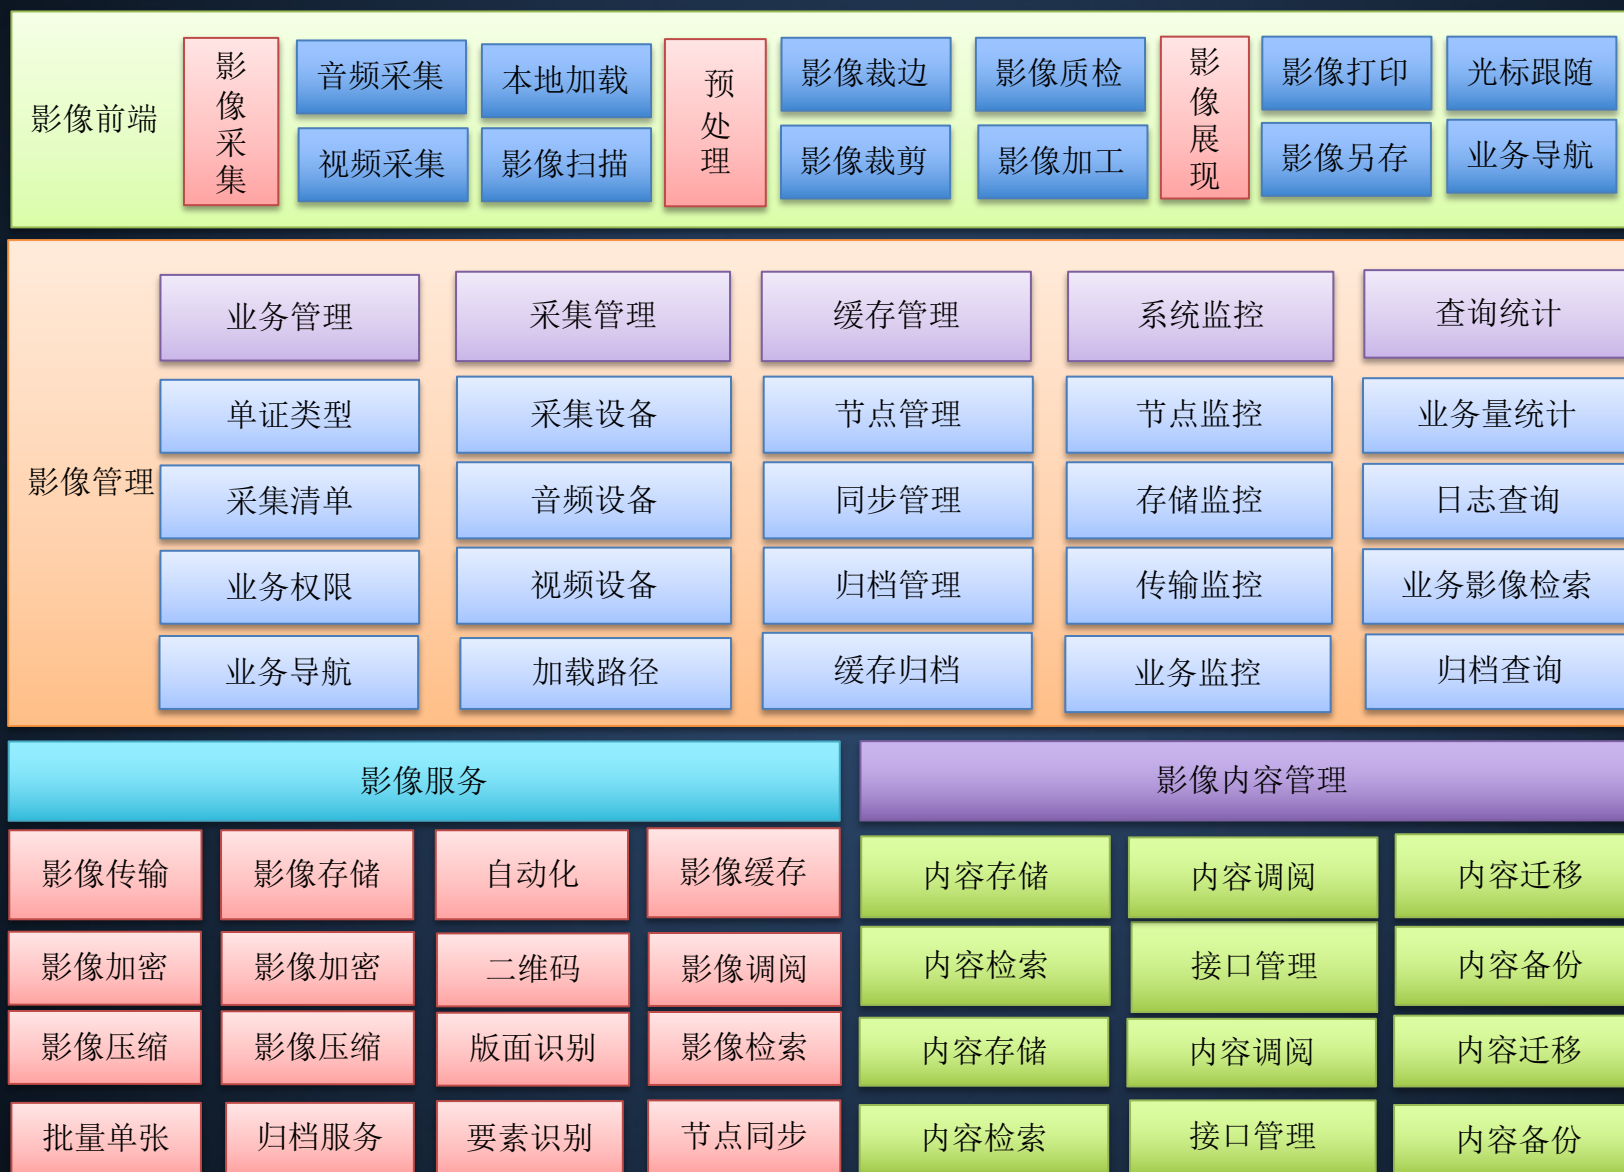 影像前端
影像采集
音频采集
本地加载
视频采集
影像扫描
预处理
影像裁边
影像质检
影像裁剪
影像加工
影像展现
影像打印
光标跟随
影像另存
业务导航
影像管理
业务管理
采集管理
缓存管理
系统监控
查询统计
单证类型
采集设备
节点管理
节点监控
业务量统计
采集清单
音频设备
同步管理
存储监控
日志查询
业务权限
视频设备
归档管理
传输监控
业务影像检索
业务导航
加载路径
缓存归档
业务监控
归档查询
影像服务
影像传输
影像存储
自动化
影像缓存
影像加密
影像加密
二维码
影像调阅
影像压缩
影像压缩
版面识别
影像检索
批量单张
归档服务
要素识别
节点同步
影像内容管理
内容存储
内容调阅
内容迁移
内容检索
接口管理
内容备份
内容存储
内容调阅
内容迁移
内容检索
接口管理
内容备份